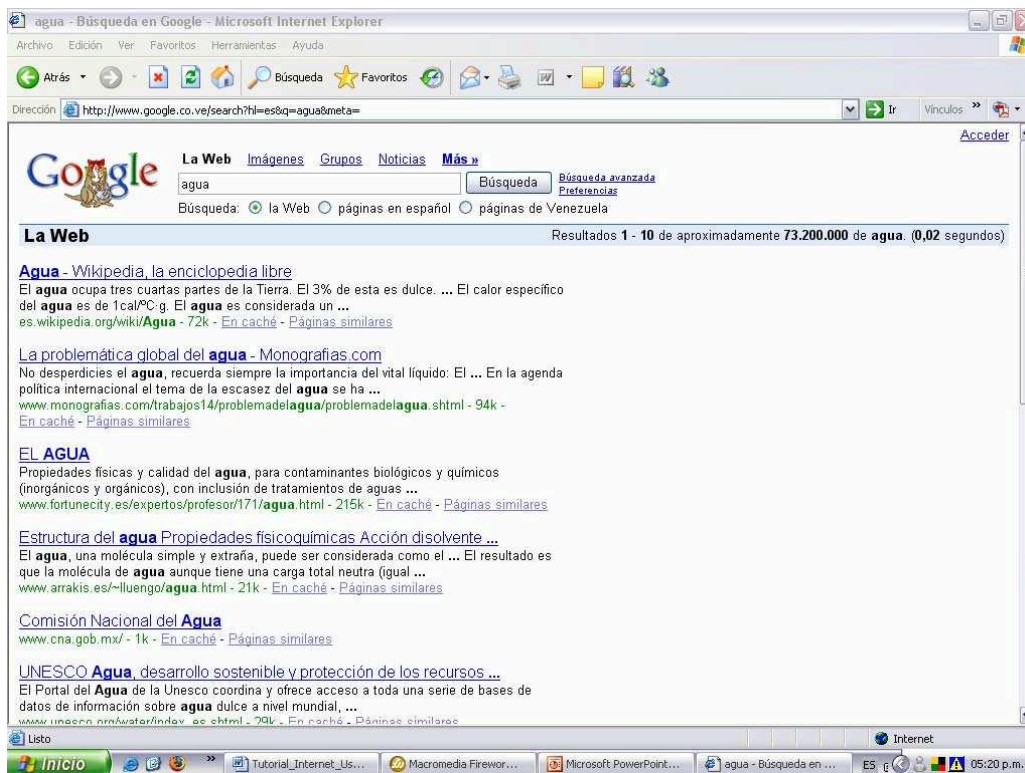 agua - Búsqueda en Google - Microsoft Internet Explorer
Archivo Edición Ver Favoritos Herramientas Ayuda
Atrás Búsqueda Favoritos
Dirección http://www.google.co.ve/search?hl=es&q=agua&meta= Ir Vínculos »
Acceder
Google
La Web Imágenes Grupos Noticias Más »
agua Búsqueda Búsqueda avanzada
Preferencias
Búsqueda: la Web páginas en español páginas de Venezuela
La Web Resultados 1 - 10 de aproximadamente 73.200.000 de agua. (0,02 segundos)
Agua - Wikipedia, la enciclopedia libre
El agua ocupa tres cuartas partes de la Tierra. El 3% de esta es dulce. ... El calor específico
del agua es de 1cal/ºC·g. El agua es considerada un ...
es.wikipedia.org/wiki/Agua - 72k - En caché - Páginas similares
La problemática global del agua - Monografias.com
No desperdicies el agua, recuerda siempre la importancia del vital líquido: El ... En la agenda
política internacional el tema de la escasez del agua se ha ...
www.monografias.com/trabajos14/problemadelagua/problemadelagua.shtml - 94k -
En caché - Páginas similares
EL AGUA
Propiedades físicas y calidad del agua, para contaminantes biológicos y químicos
(inorgánicos y orgánicos), con inclusión de tratamientos de aguas ...
www.fortunecity.es/expertos/profesor/171/agua.html - 215k - En caché - Páginas similares
Estructura del agua Propiedades físicoquímicas Acción disolvente ...
El agua, una molécula simple y extraña, puede ser considerada como el ... El resultado es
que la molécula de agua aunque tiene una carga total neutra (igual ...
www.arrakis.es/~lluengo/agua.html - 21k - En caché - Páginas similares
Comisión Nacional del Agua
www.cna.gob.mx/ - 1k - En caché - Páginas similares
UNESCO Agua, desarrollo sostenible y protección de los recursos ...
El Portal del Agua de la Unesco coordina y ofrece acceso a toda una serie de bases de
datos de información sobre agua dulce a nivel mundial, ...
www.unesco.org/water/index_es.shtml - 29k - En caché - Páginas similares
Listo Internet
Inicio » Tutorial_Internet_Us... Macromedia Firewor... Microsoft PowerPoint... agua - Búsqueda en ... ES 05:20 p.m.